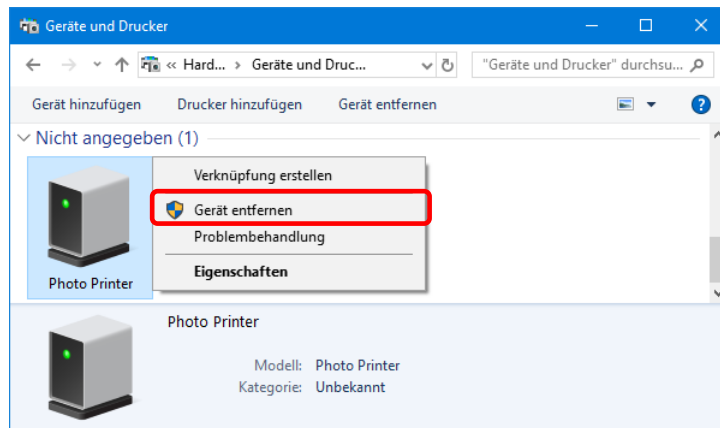 Geräte und Drucker
« Hard... › Geräte und Druc...
"Geräte und Drucker" durchsu...
Gerät hinzufügen Drucker hinzufügen Gerät entfernen
Nicht angegeben (1)
Verknüpfung erstellen
Gerät entfernen
Problembehandlung
Eigenschaften
Photo Printer
Photo Printer
Modell: Photo Printer
Kategorie: Unbekannt